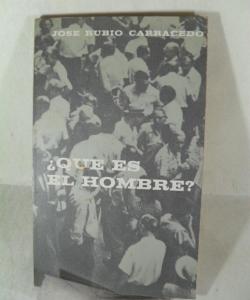 JOSE RUBIO CARRACEDO
¿QUE ES
EL HOMBRE?